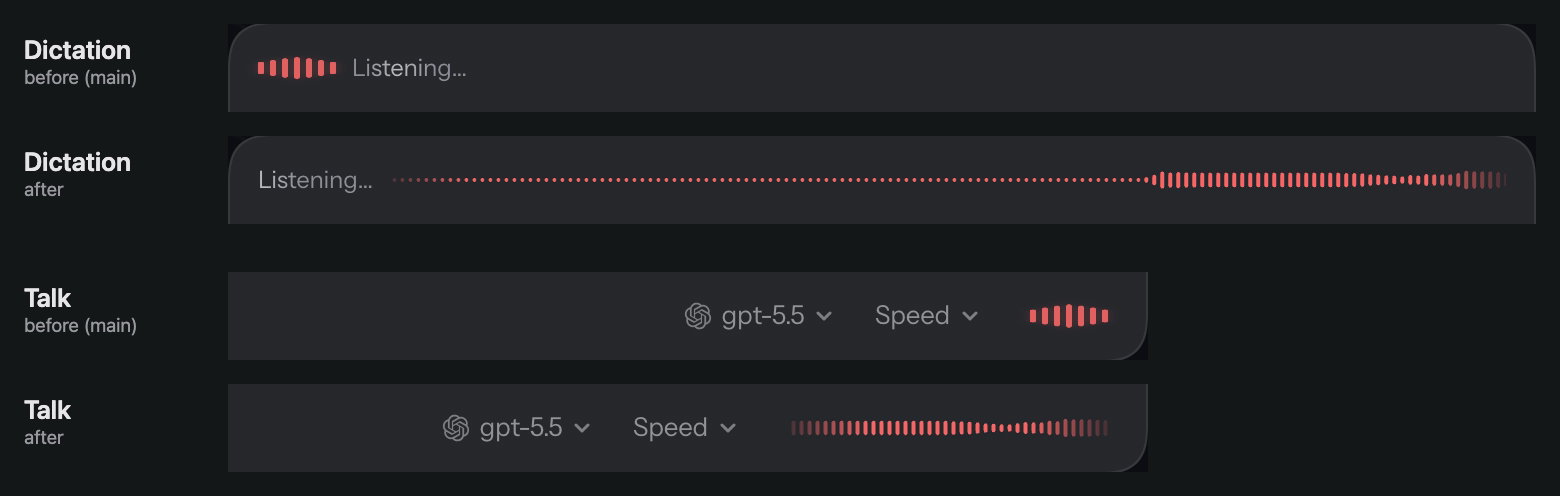 Dictation
before (main)
Listening...
Dictation
after
Listening...
Talk
before (main)
gpt-5.5 Speed
Talk
after
gpt-5.5 Speed